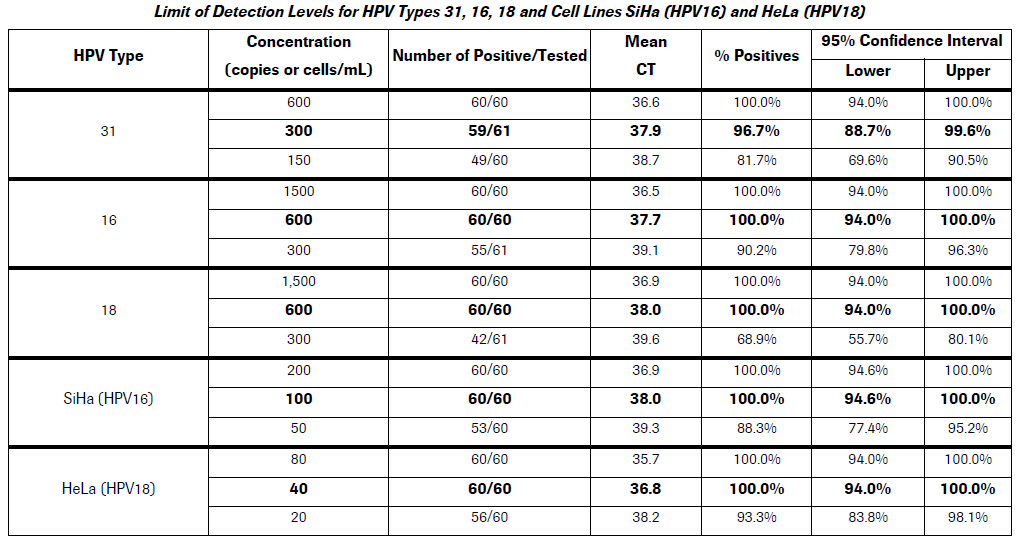 Limit of Detection Levels for HPV Types 31, 16, 18 and Cell Lines SiHa (HPV16) and HeLa (HPV18)
HPV Type Concentration (copies or cells/mL) Number of Positive/Tested Mean CT % Positives 95% Confidence Interval
Lower Upper
600 60/60 36.6 100.0% 94.0% 100.0%
31 300 59/61 37.9 96.7% 88.7% 99.6%
150 49/60 38.7 81.7% 69.6% 90.5%
1500 60/60 36.5 100.0% 94.0% 100.0%
16 600 60/60 37.7 100.0% 94.0% 100.0%
300 55/61 39.1 90.2% 79.8% 96.3%
1,500 60/60 36.9 100.0% 94.0% 100.0%
18 600 60/60 38.0 100.0% 94.0% 100.0%
300 42/61 39.6 68.9% 55.7% 80.1%
200 60/60 36.9 100.0% 94.6% 100.0%
SiHa (HPV16) 100 60/60 38.0 100.0% 94.6% 100.0%
50 53/60 39.3 88.3% 77.4% 95.2%
80 60/60 35.7 100.0% 94.0% 100.0%
HeLa (HPV18) 40 60/60 36.8 100.0% 94.0% 100.0%
20 56/60 38.2 93.3% 83.8% 98.1%